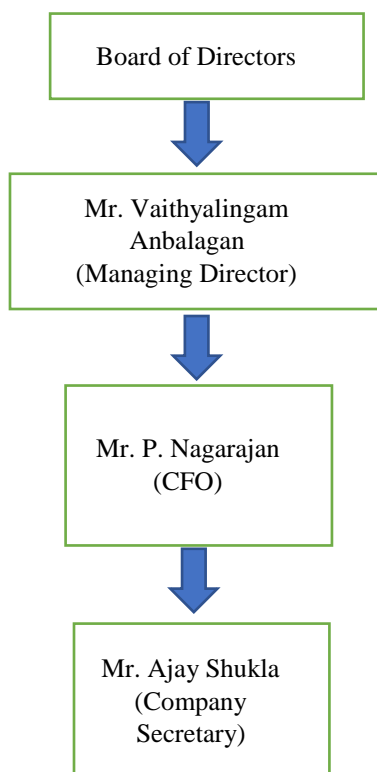 Board of Directors
Mr. Vaithyalingam
Anbalagan
(Managing Director)
Mr. P. Nagarajan
(CFO)
Mr. Ajay Shukla
(Company
Secretary)